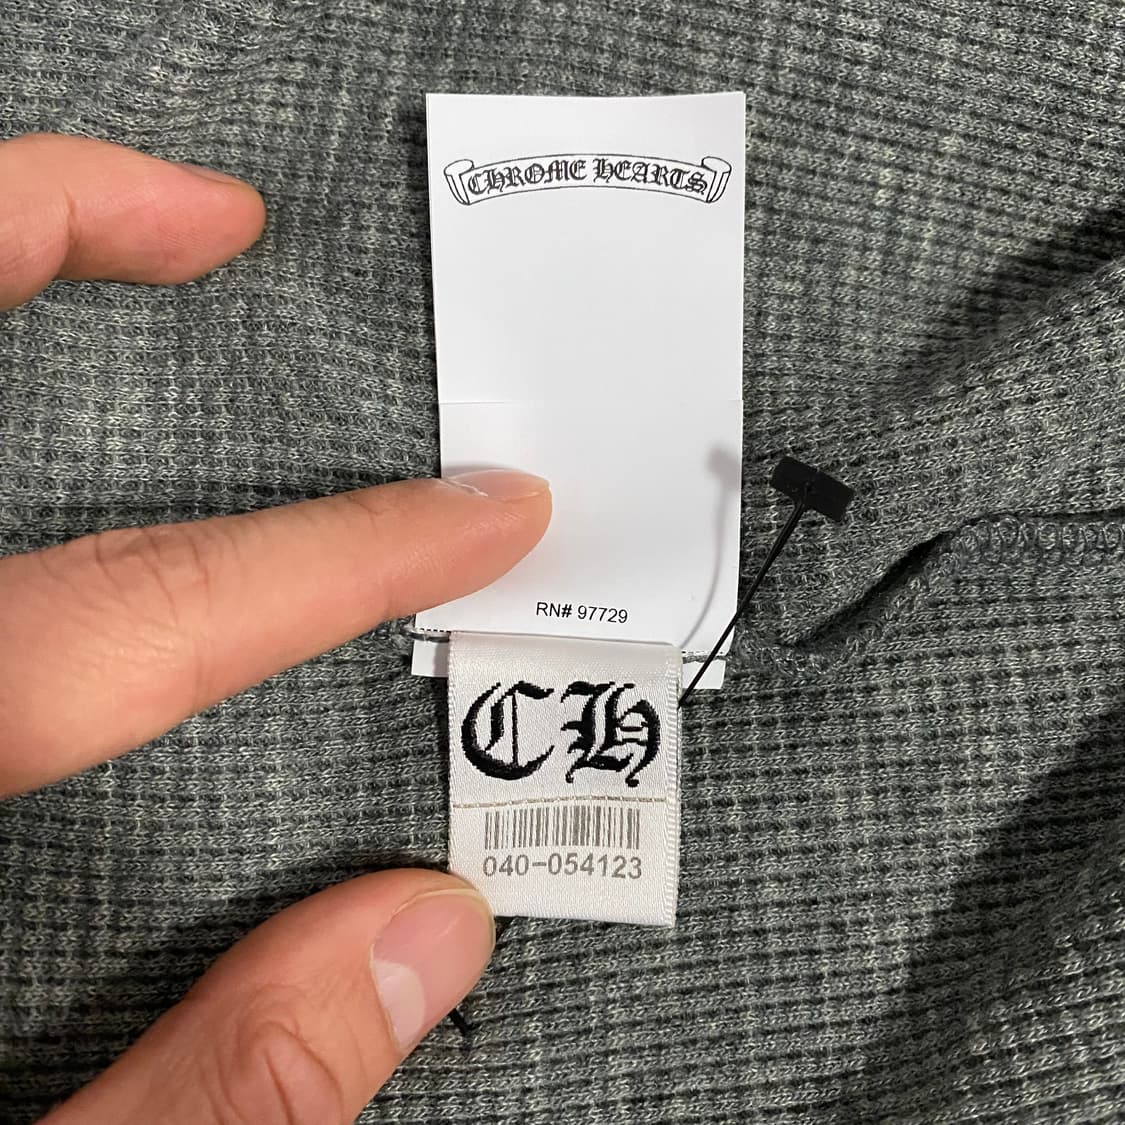 CHROME HEARTS
RN# 97729
CH
040-054123